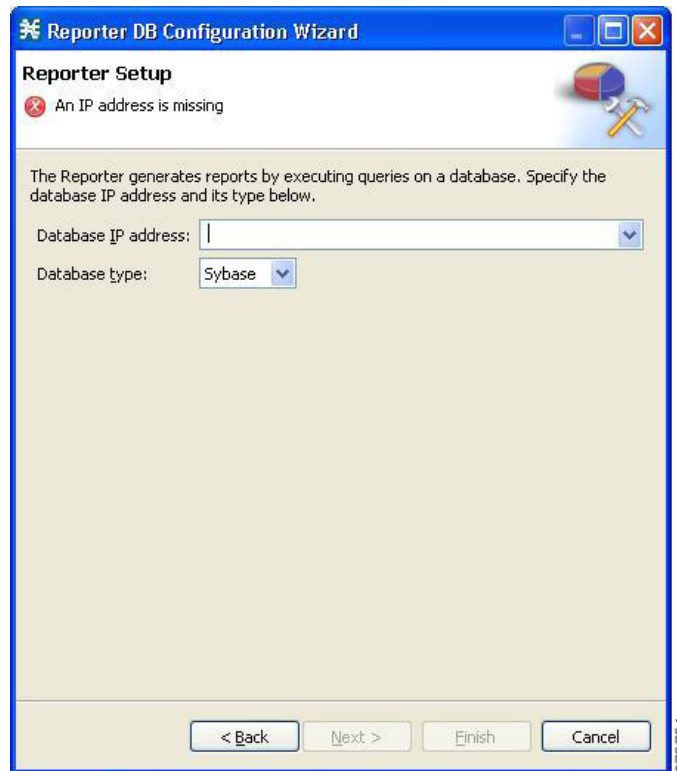 Reporter DB Configuration Wizard
Reporter Setup
An IP address is missing
The Reporter generates reports by executing queries on a database. Specify the
database IP address and its type below.
Database IP address:
Database type: Sybase
< Back Next > Finish Cancel